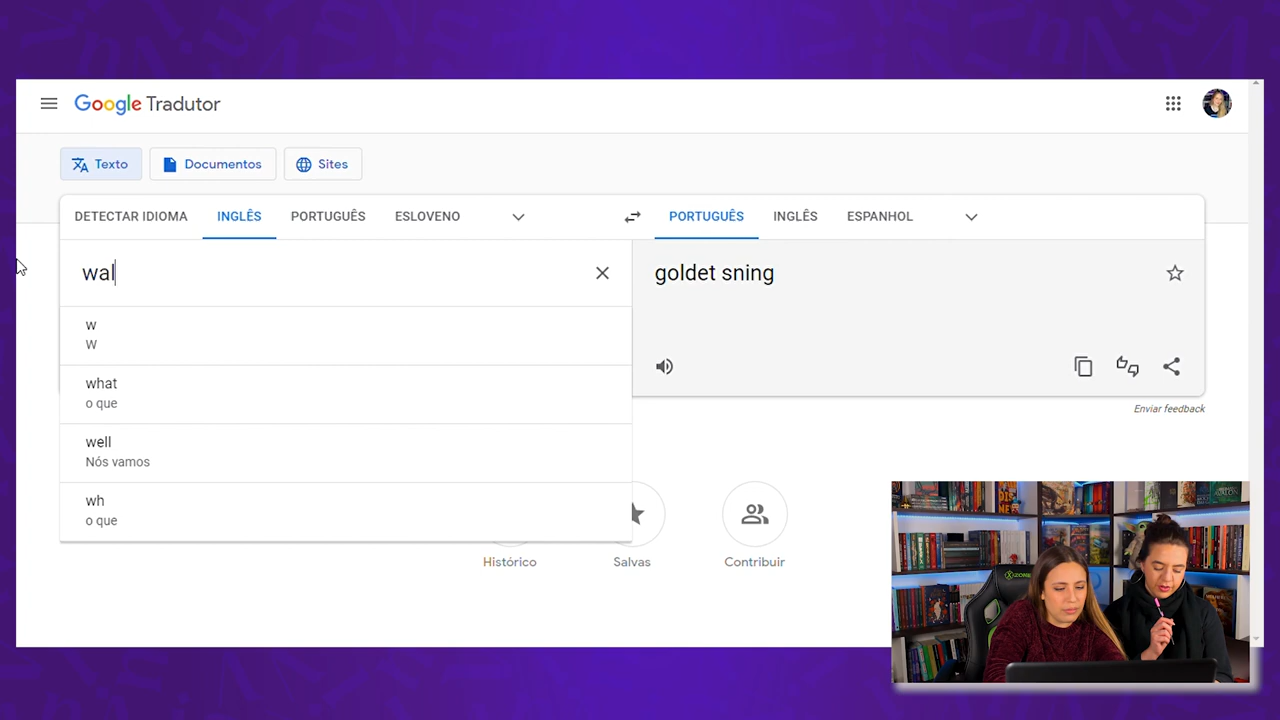 Google Tradutor
Texto
Documentos
Sites
DETECTAR IDIOMA
INGLÊS
PORTUGUÊS
ESLOVENO
PORTUGUÊS
INGLÊS
ESPANHOL
wal
goldet sning
w
W
what
o que
well
Nós vamos
wh
o que
Enviar feedback
Histórico
Salvas
Contribuir